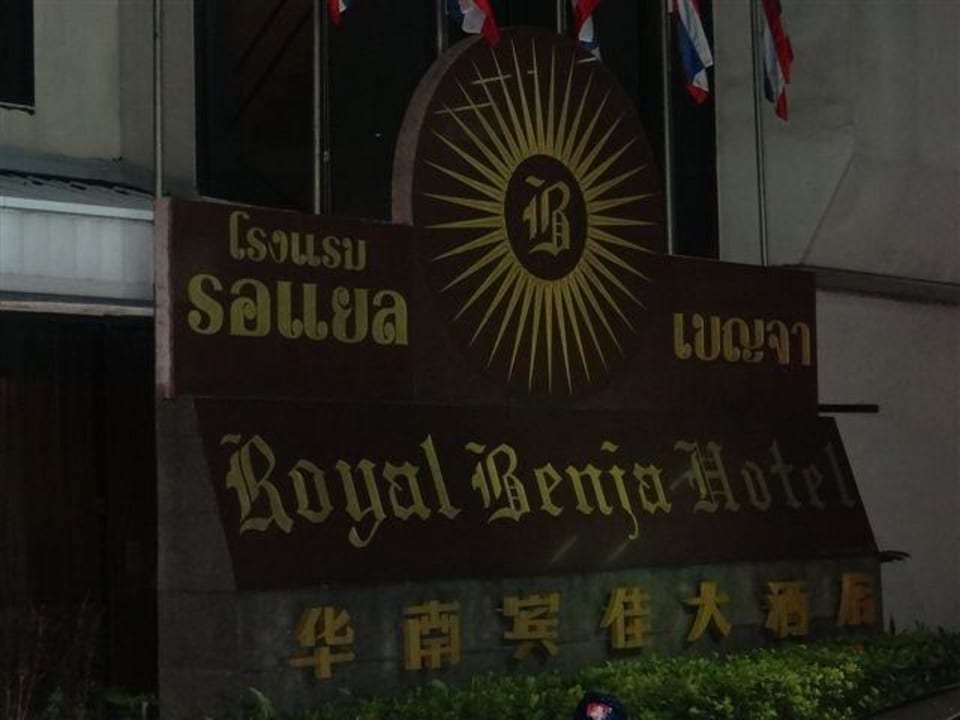 B
โรงแรม
รอแยล เบญจา
Royal Benja Hotel
华南宾佳大酒店